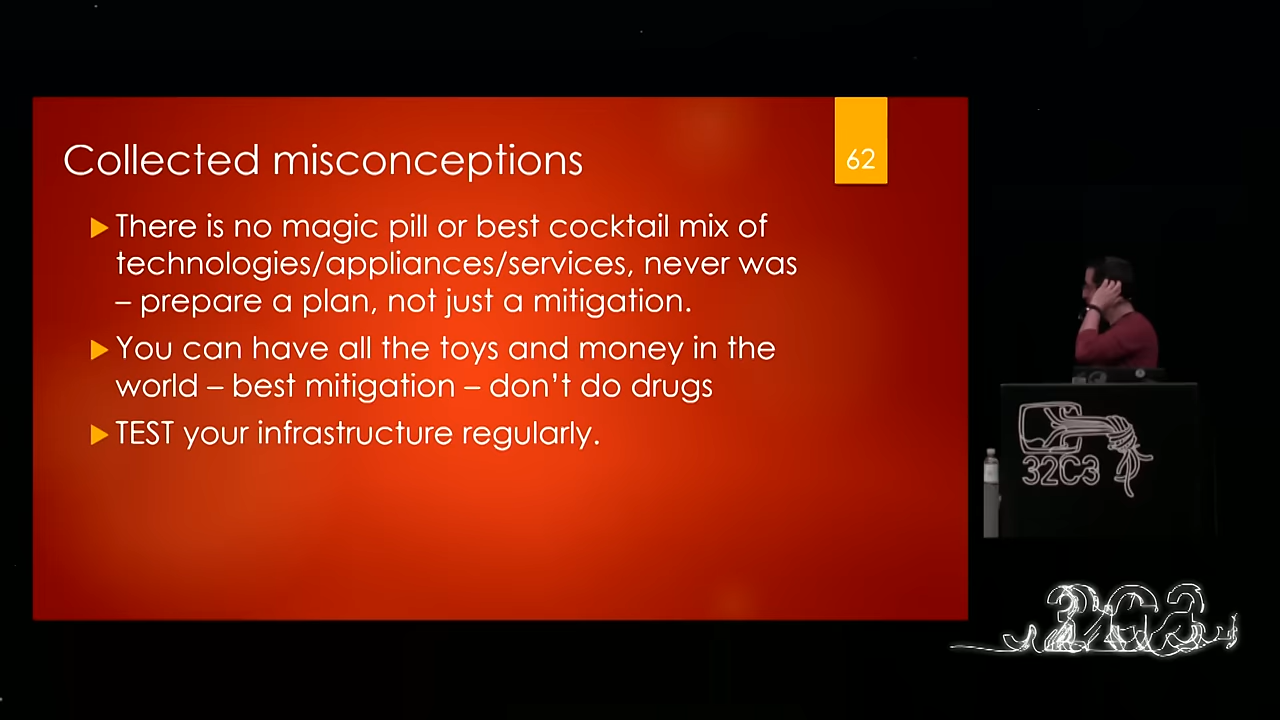 Collected misconceptions
62
There is no magic pill or best cocktail mix of
technologies/appliances/services, never was
– prepare a plan, not just a mitigation.
You can have all the toys and money in the
world – best mitigation – don’t do drugs
TEST your infrastructure regularly.
32C3
32C3